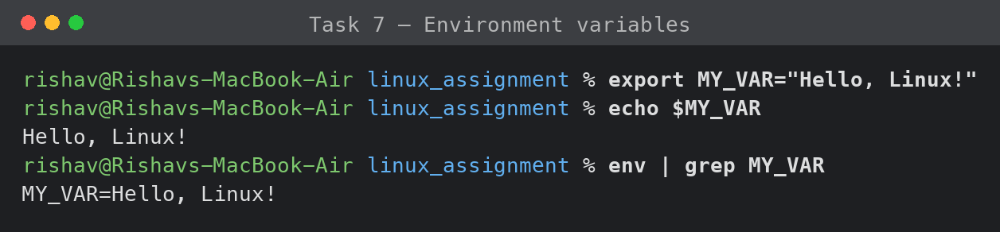 Task 7 — Environment variables
rishav@Rishavs-MacBook-Air linux_assignment % export MY_VAR="Hello, Linux!"
rishav@Rishavs-MacBook-Air linux_assignment % echo $MY_VAR
Hello, Linux!
rishav@Rishavs-MacBook-Air linux_assignment % env | grep MY_VAR
MY_VAR=Hello, Linux!